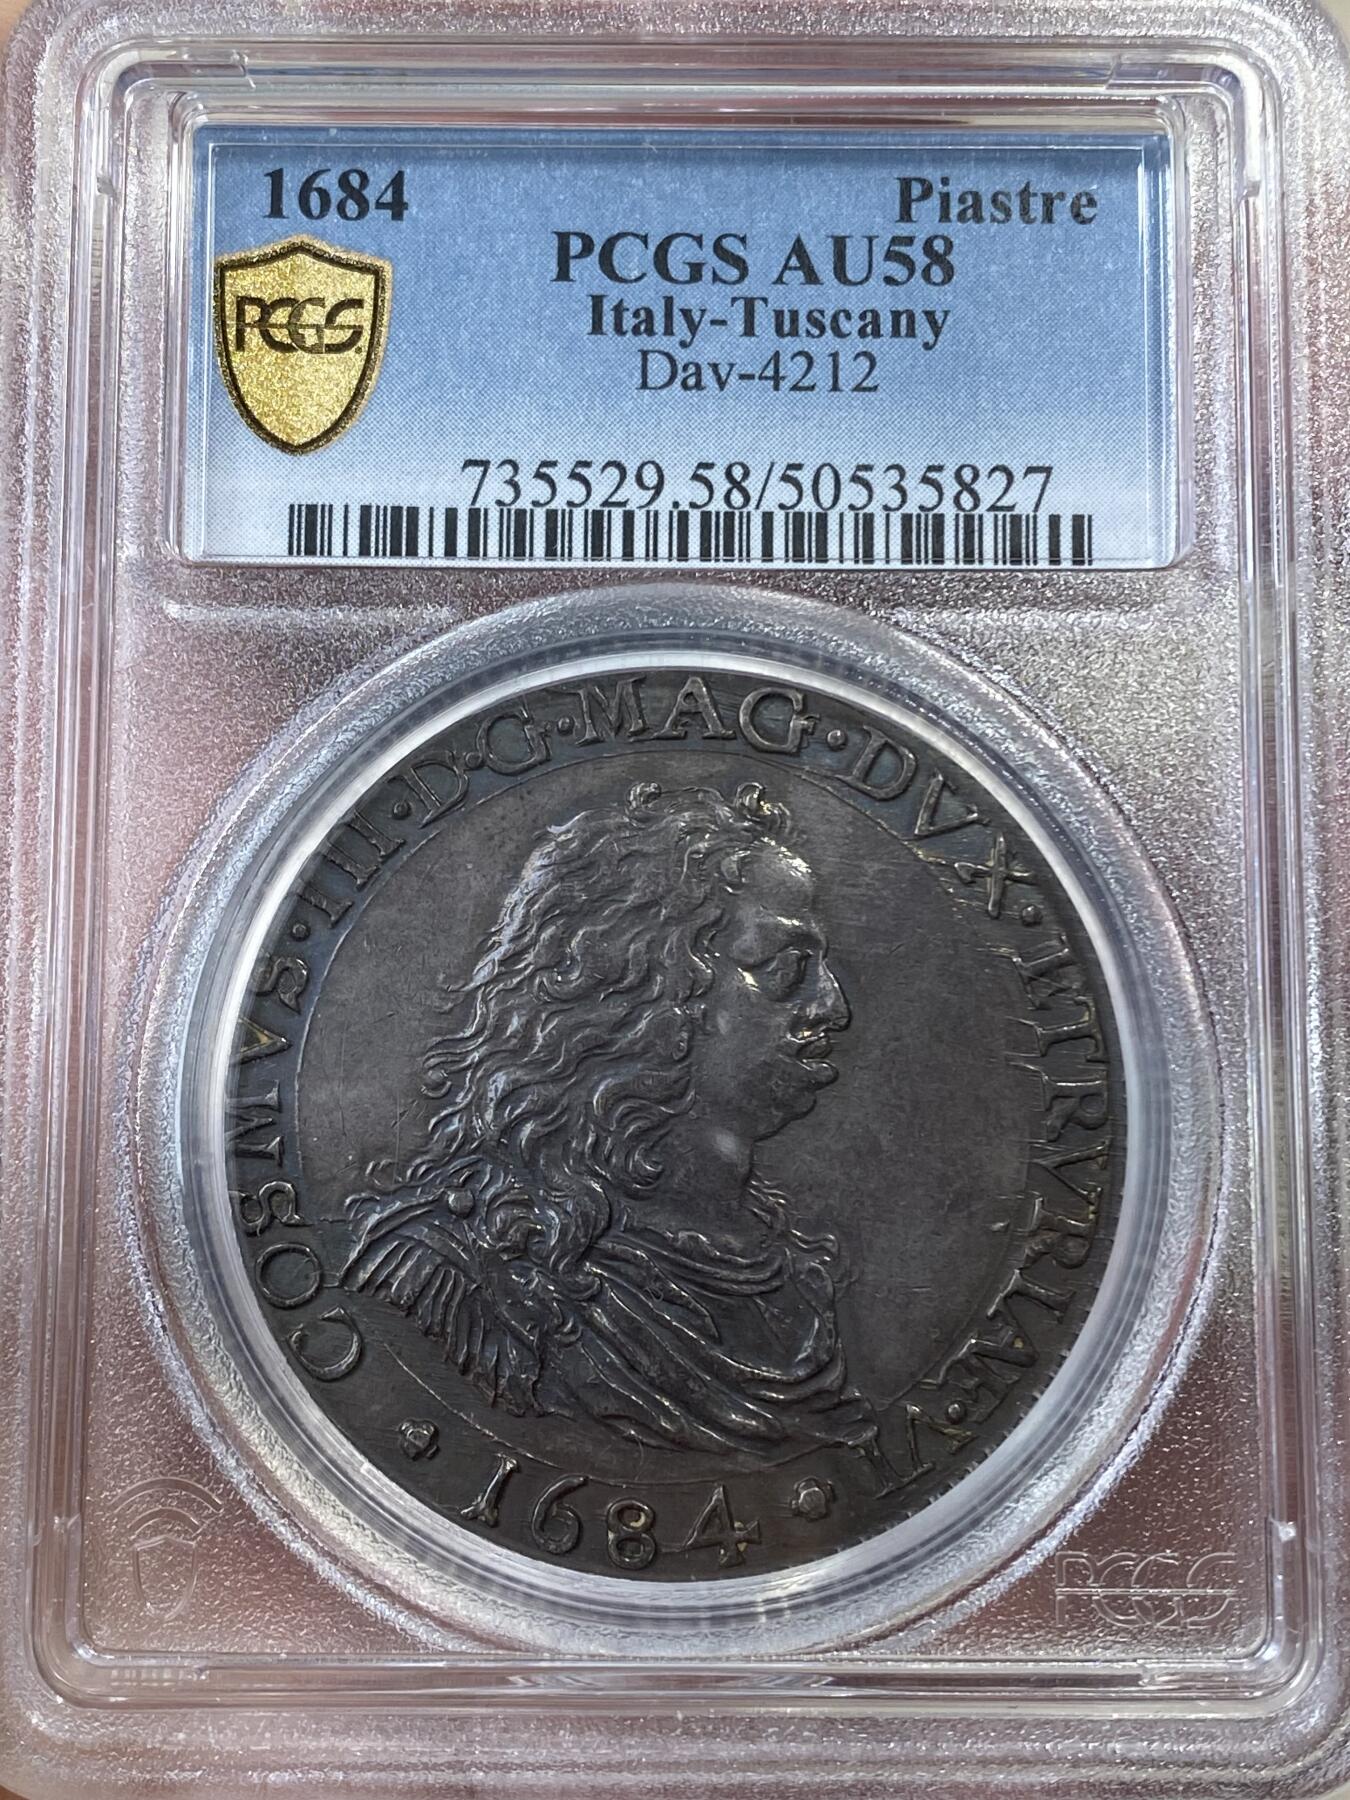 1684 Piastre
PCGS AU58
Italy-Tuscany
Dav-4212
PCGS
735529.58/50535827
COSMVS·III·D·G·MAG·DVX·ETRVRIAE·VI
1684
PCGS